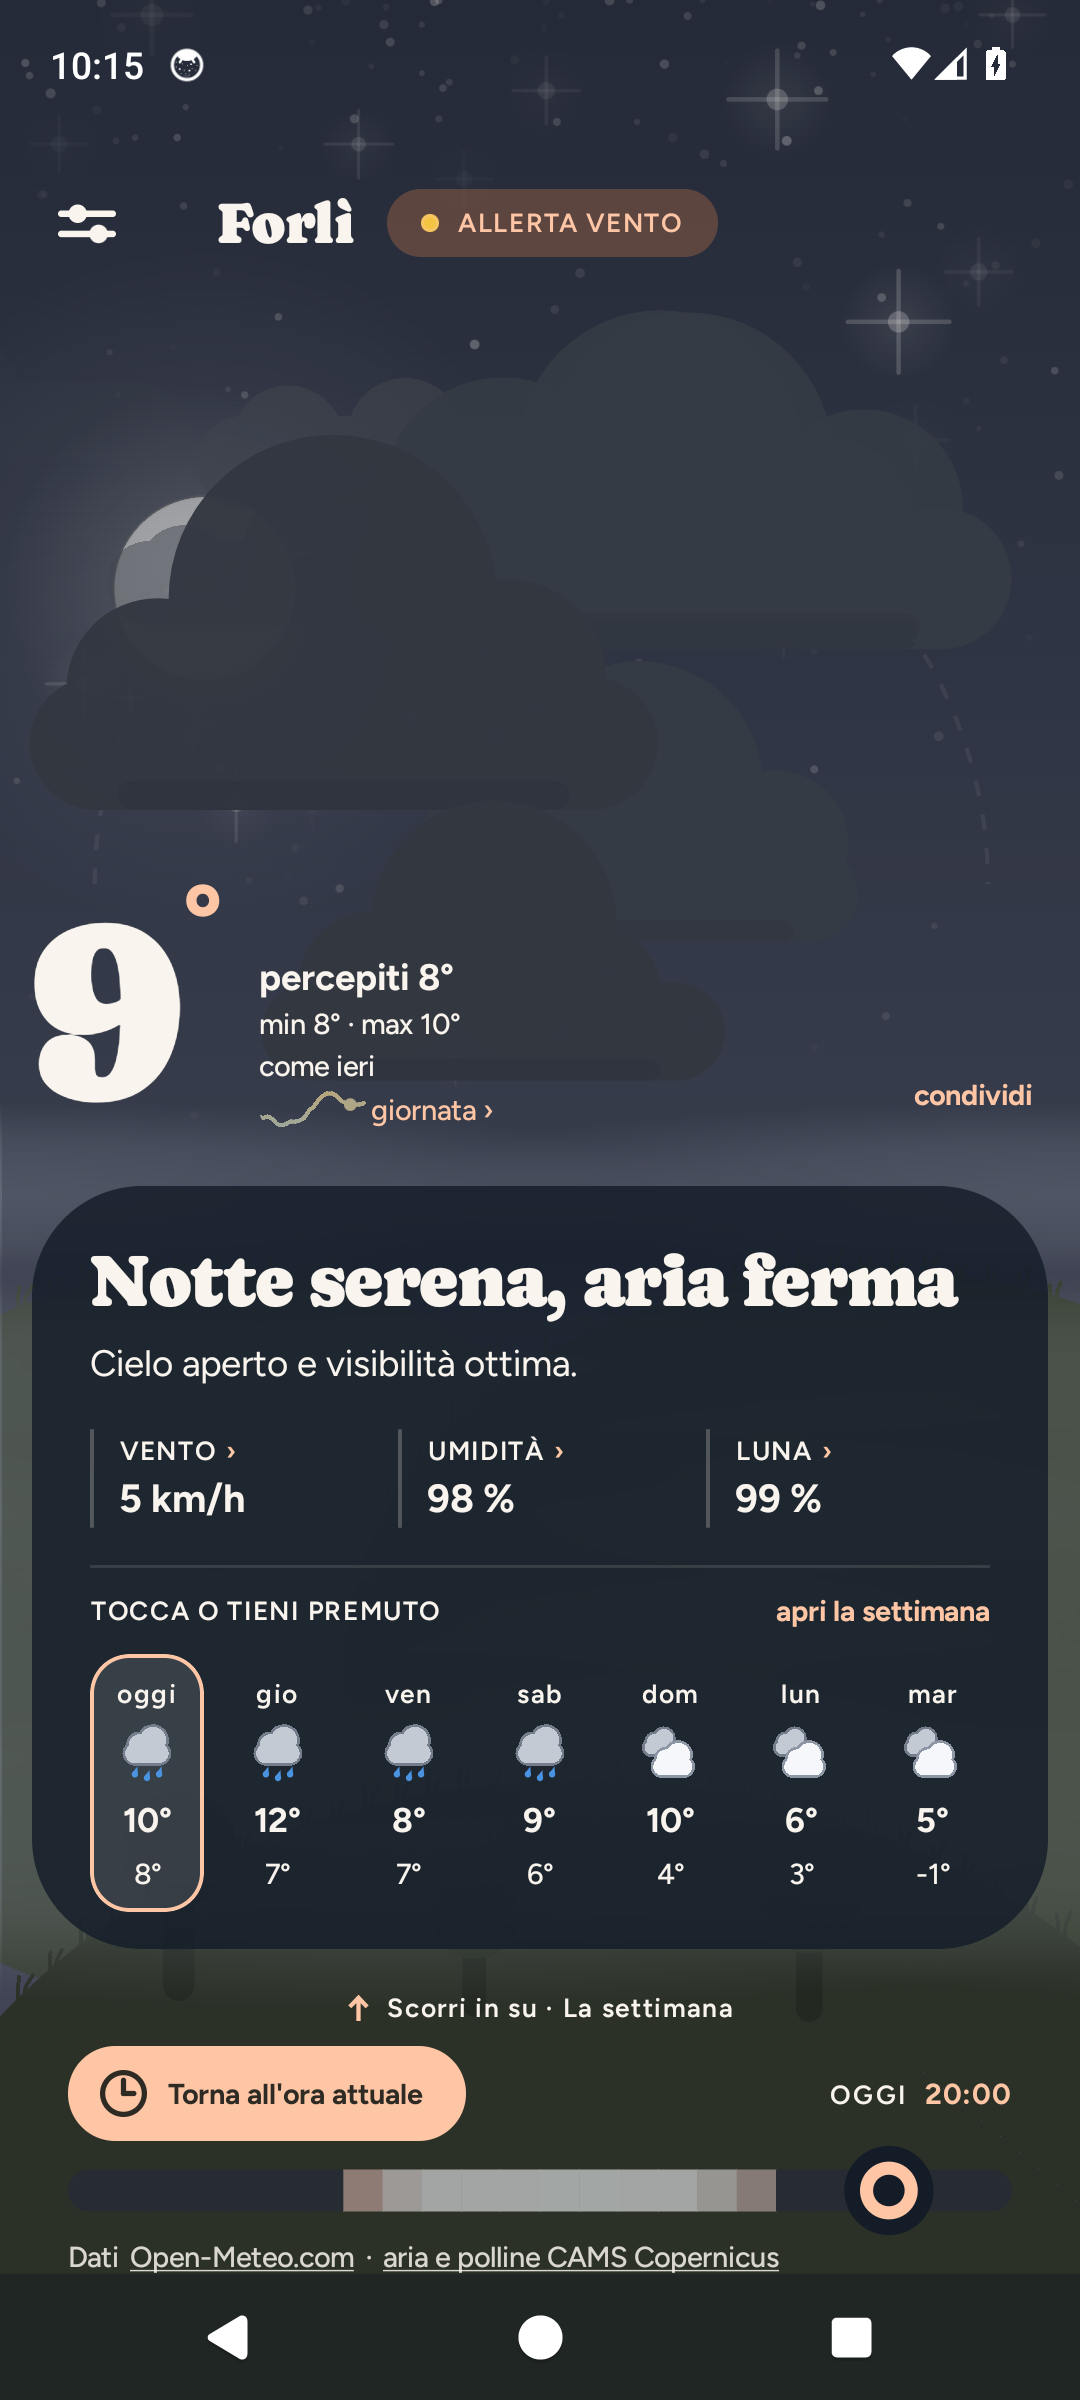 10:15
Forlì
ALLERTA VENTO
9°
percepiti 8°
min 8° · max 10°
come ieri
giornata ›
condividi
Notte serena, aria ferma
Cielo aperto e visibilità ottima.
VENTO › UMIDITÀ › LUNA ›
5 km/h 98 % 99 %
TOCCA O TIENI PREMUTO apri la settimana
oggi gio ven sab dom lun mar
10° 12° 8° 9° 10° 6° 5°
8° 7° 7° 6° 4° 3° -1°
↑ Scorri in su · La settimana
Torna all'ora attuale OGGI 20:00
Dati Open-Meteo.com · aria e polline CAMS Copernicus